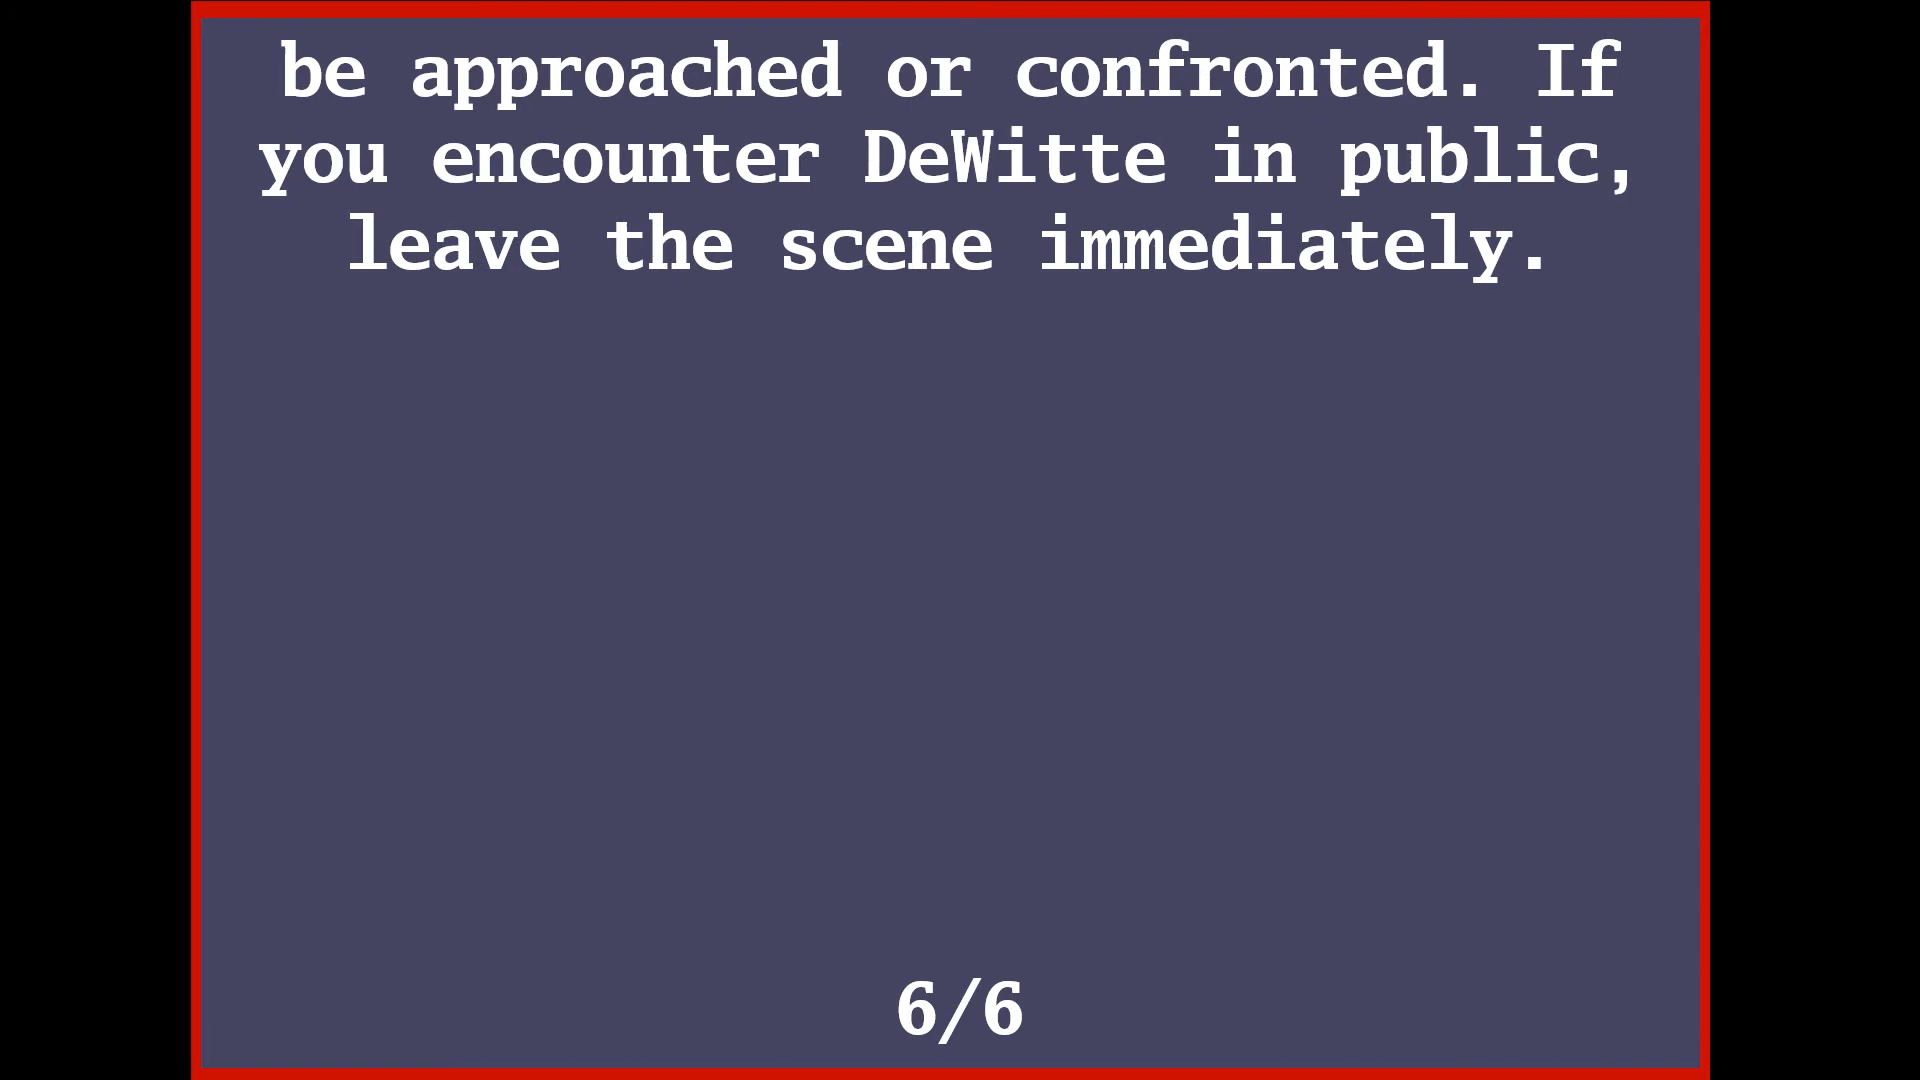 be approached or confronted. If
you encounter DeWitte in public,
leave the scene immediately.
6/6